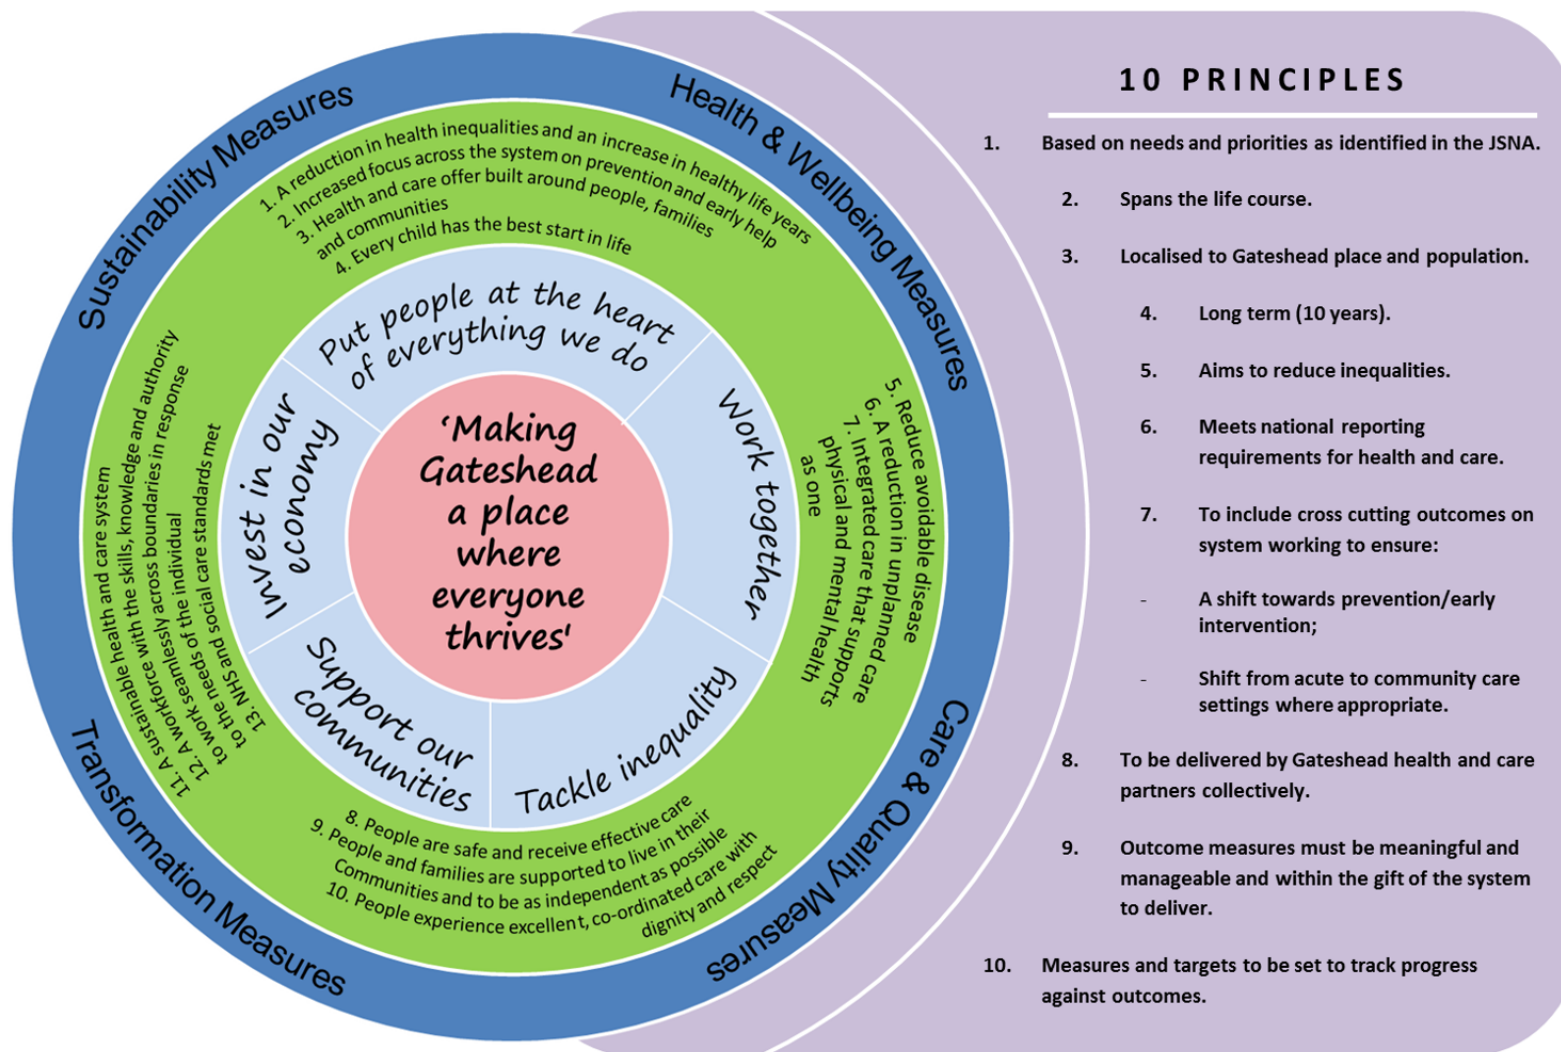 Sustainability Measures
Health & Wellbeing Measures
Care & Quality Measures
Transformation Measures
1. A reduction in health inequalities and an increase in healthy life years
2. Increased focus across the system on prevention and early help
3. Health and care offer built around people, families
and communities
4. Every child has the best start in life
5. Reduce avoidable disease
6. A reduction in unplanned care
7. Integrated care that supports
physical and mental health
as one
8. People are safe and receive effective care
9. People and families are supported to live in their
Communities and to be as independent as possible
10. People experience excellent, co-ordinated care with
dignity and respect
11. A sustainable health and care system
12. A workforce with the skills, knowledge and authority
to work seamlessly across boundaries in response
to the needs of the individual
13. NHS and social care standards met
Put people at the heart
of everything we do
Work together
Tackle inequality
Support our
communities
Invest in our
economy
‘Making
Gateshead
a place
where
everyone
thrives'
10 PRINCIPLES
1. Based on needs and priorities as identified in the JSNA.
2. Spans the life course.
3. Localised to Gateshead place and population.
4. Long term (10 years).
5. Aims to reduce inequalities.
6. Meets national reporting
requirements for health and care.
7. To include cross cutting outcomes on
system working to ensure:
- A shift towards prevention/early
intervention;
- Shift from acute to community care
settings where appropriate.
8. To be delivered by Gateshead health and care
partners collectively.
9. Outcome measures must be meaningful and
manageable and within the gift of the system
to deliver.
10. Measures and targets to be set to track progress
against outcomes.